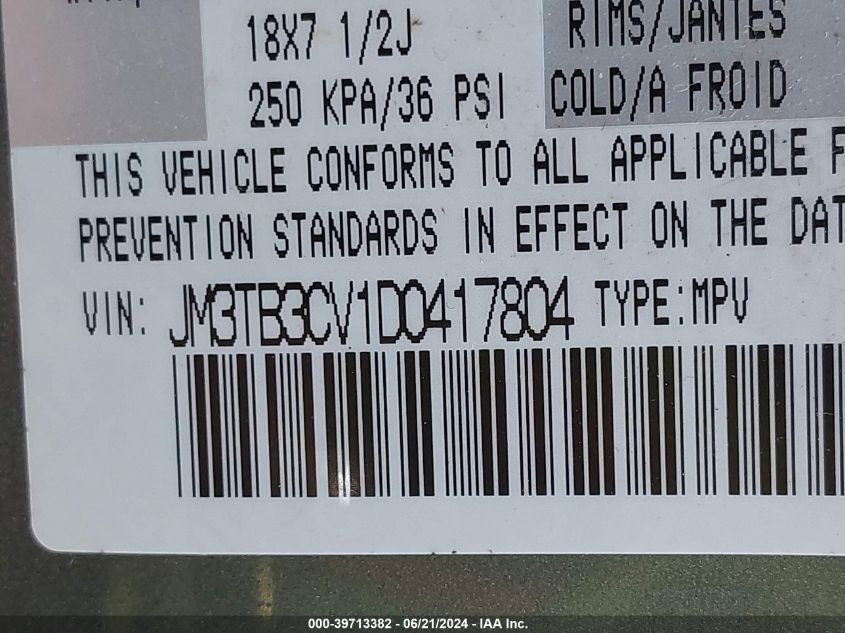 18X7 1/2J RIMS/JANTES
250 KPA/36 PSI COLD/A FROID
THIS VEHICLE CONFORMS TO ALL APPLICABLE F
PREVENTION STANDARDS IN EFFECT ON THE DAT
VIN: JM3TB3CV1D0417804 TYPE:MPV
000-39713382 - 06/21/2024 - IAA Inc.